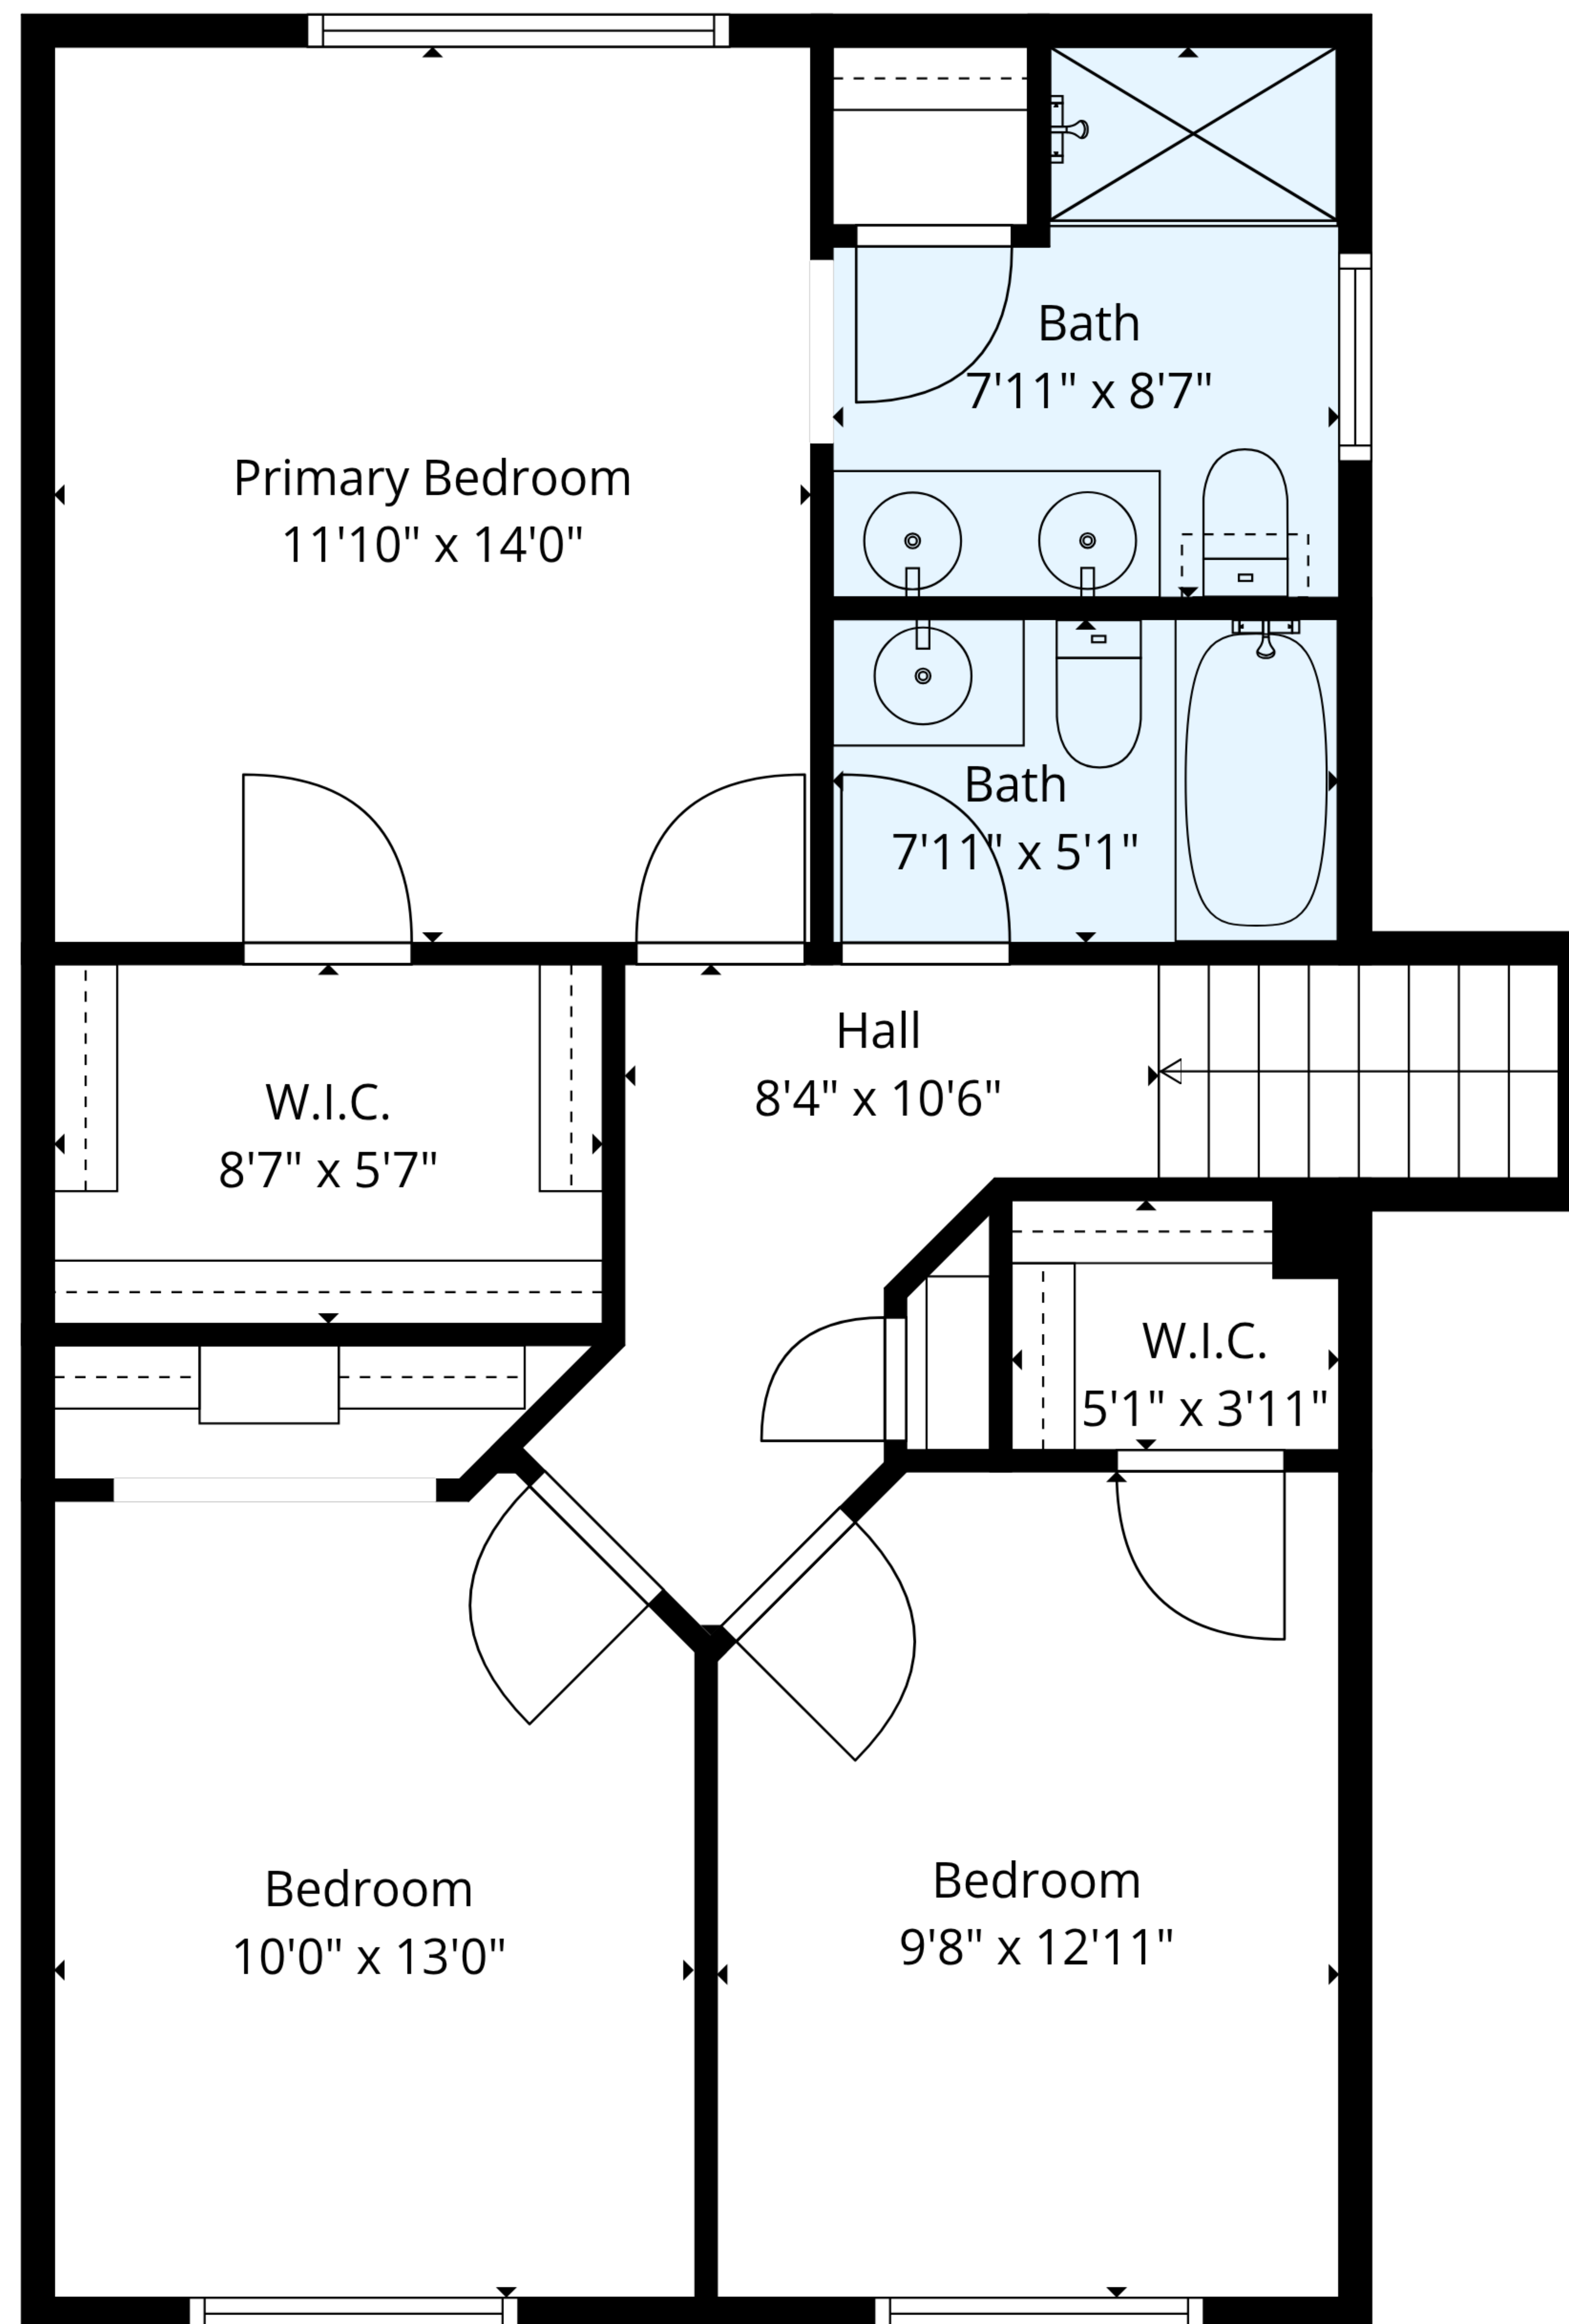 Bath
7'11" x 8'7"
Primary Bedroom
11'10" x 14'0"
Bath
7'11" x 5'1"
Hall
8'4" x 10'6"
W.I.C.
8'7" x 5'7"
W.I.C.
5'1" x 3'11"
Bedroom
10'0" x 13'0"
Bedroom
9'8" x 12'11"